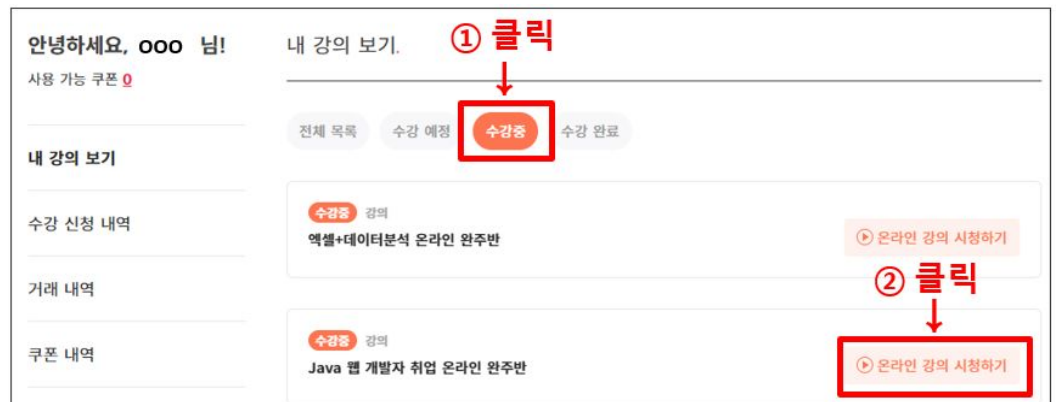 안녕하세요, ooo 님!
사용 가능 쿠폰 0
내 강의 보기
수강 신청 내역
거래 내역
쿠폰 내역
내 강의 보기.
① 클릭
전체 목록 수강 예정 수강중 수강 완료
수강중 강의
엑셀+데이터분석 온라인 완주반
온라인 강의 시청하기
② 클릭
수강중 강의
Java 웹 개발자 취업 온라인 완주반
온라인 강의 시청하기